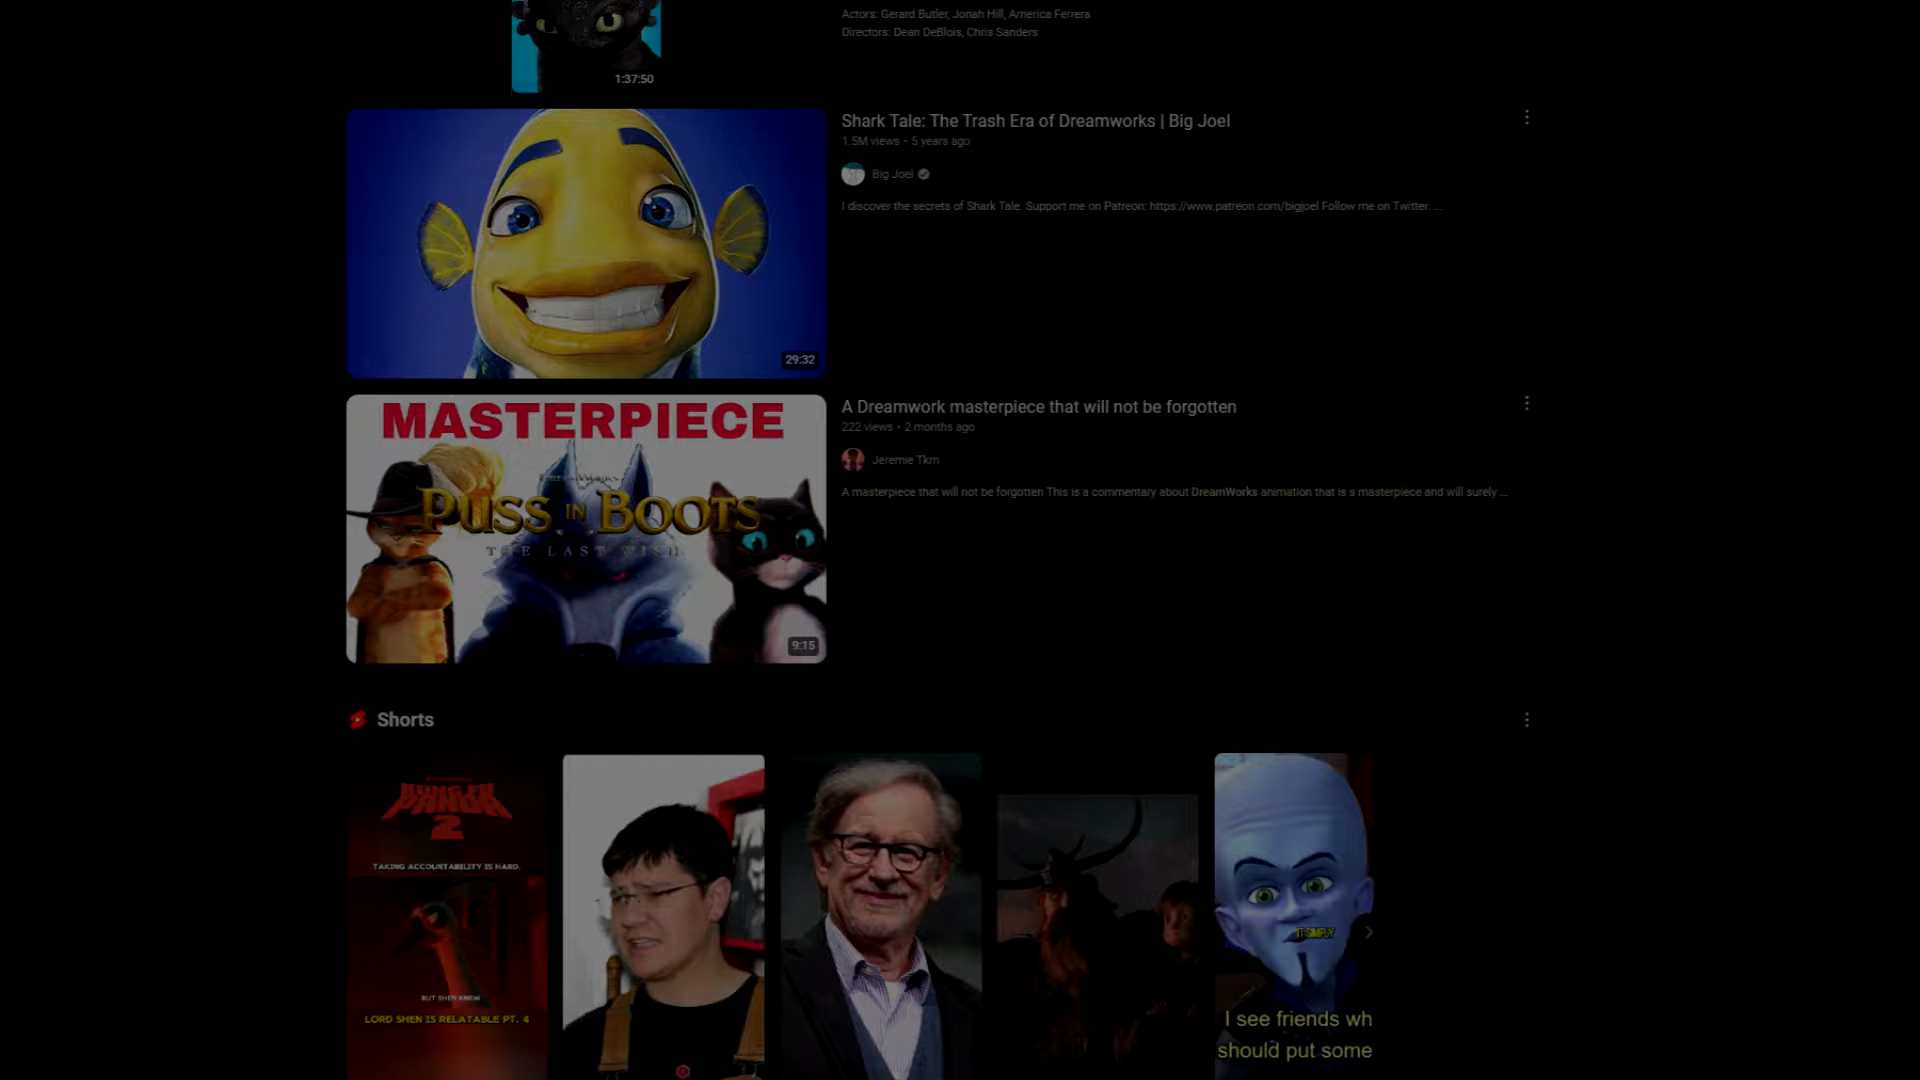 Actors: Gerard Butler, Jonah Hill, America Ferrera
Directors: Dean DeBlois, Chris Sanders
1:37:50
Shark Tale: The Trash Era of Dreamworks | Big Joel
1.5M views • 5 years ago
Big Joel
I discover the secrets of Shark Tale. Support me on Patreon: https://www.patreon.com/bigjoel Follow me on Twitter: ...
29:32
MASTERPIECE
PUSS IN BOOTS
THE LAST WISH
9:15
A Dreamwork masterpiece that will not be forgotten
222 views • 2 months ago
Jeremie Tkm
A masterpiece that will not be forgotten This is a commentary about DreamWorks animation that is s masterpiece and will surely ...
Shorts
KUNG FU
PANDA
2
TAKING ACCOUNTABILITY IS HARD.
BUT SHEN KNEW
LORD SHEN IS RELATABLE PT. 4
IT SIMPLY
I see friends wh
should put some